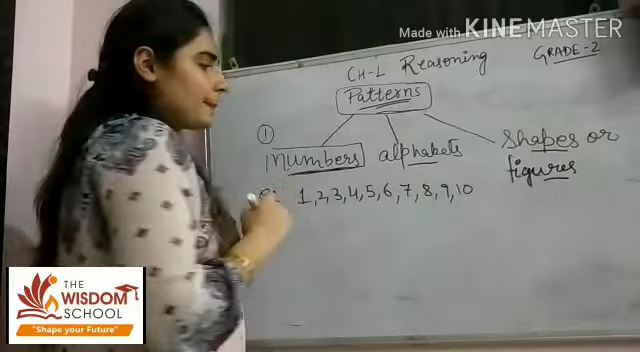 Made with KINEMASTER
GRADE-2
CH-1 Reasoning
Patterns
①
numbers alphabets shapes or
figures
1,2,3,4,5,6,7,8,9,10
THE
WISDOM
SCHOOL
"Shape your Future"